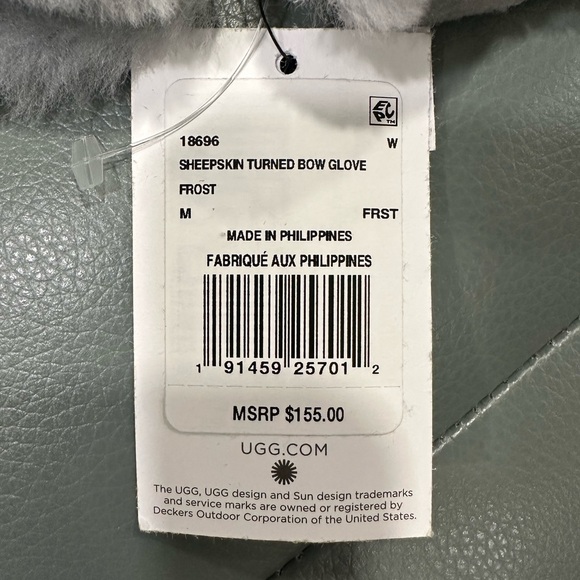 EPC™
18696 W
SHEEPSKIN TURNED BOW GLOVE
FROST
M FRST
MADE IN PHILIPPINES
FABRIQUÉ AUX PHILIPPINES
1 91459 25701 2
MSRP $155.00
UGG.COM
The UGG, UGG design and Sun design trademarks
and service marks are owned or registered by
Deckers Outdoor Corporation of the United States.